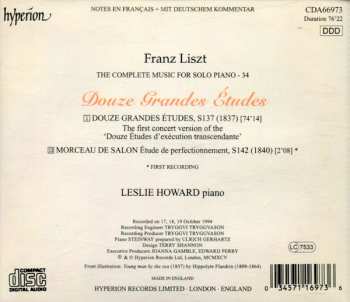 hyperion
NOTES EN FRANÇAIS + MIT DEUTSCHEM KOMMENTAR
CDA66973
Duration 76'22
DDD
Franz Liszt
THE COMPLETE MUSIC FOR SOLO PIANO - 34
Douze Grandes Études
1 DOUZE GRANDES ÉTUDES, S137 (1837) [74'14]
The first concert version of the
'Douze Études d'exécution transcendante'
13 MORCEAU DE SALON Étude de perfectionnement, S142 (1840) [2'08] *
* FIRST RECORDING
LESLIE HOWARD piano
Recorded on 17, 18, 19 October 1994
Recording Engineer TRYGGVI TRYGGVASON
Recording Producer TRYGGVI TRYGGVASON
Piano STEINWAY prepared by ULRICH GERHARTZ
Design TERRY SHANNON
Executive Producers JOANNA GAMBLE, EDWARD PERRY
℗ & © Hyperion Records Ltd, London, MCMXCV
MADE IN ENGLAND
Front illustration: Young man by the sea (1837) by Hippolyte Flandrin (1809-1864)
LC 7533
COMPACT
disc
DIGITAL AUDIO
HYPERION RECORDS LIMITED · LONDON · ENGLAND
0 34571 16973 6